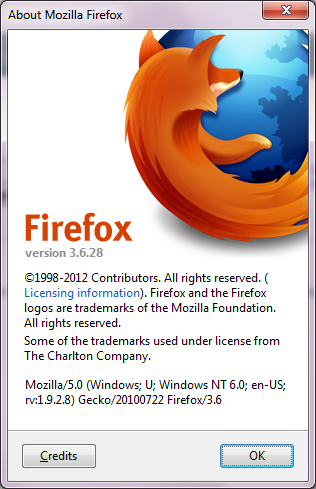 About Mozilla Firefox
Firefox
version 3.6.28
©1998-2012 Contributors. All rights reserved. (
Licensing information). Firefox and the Firefox
logos are trademarks of the Mozilla Foundation.
All rights reserved.
Some of the trademarks used under license from
The Charlton Company.
Mozilla/5.0 (Windows; U; Windows NT 6.0; en-US;
rv:1.9.2.8) Gecko/20100722 Firefox/3.6
Credits
OK